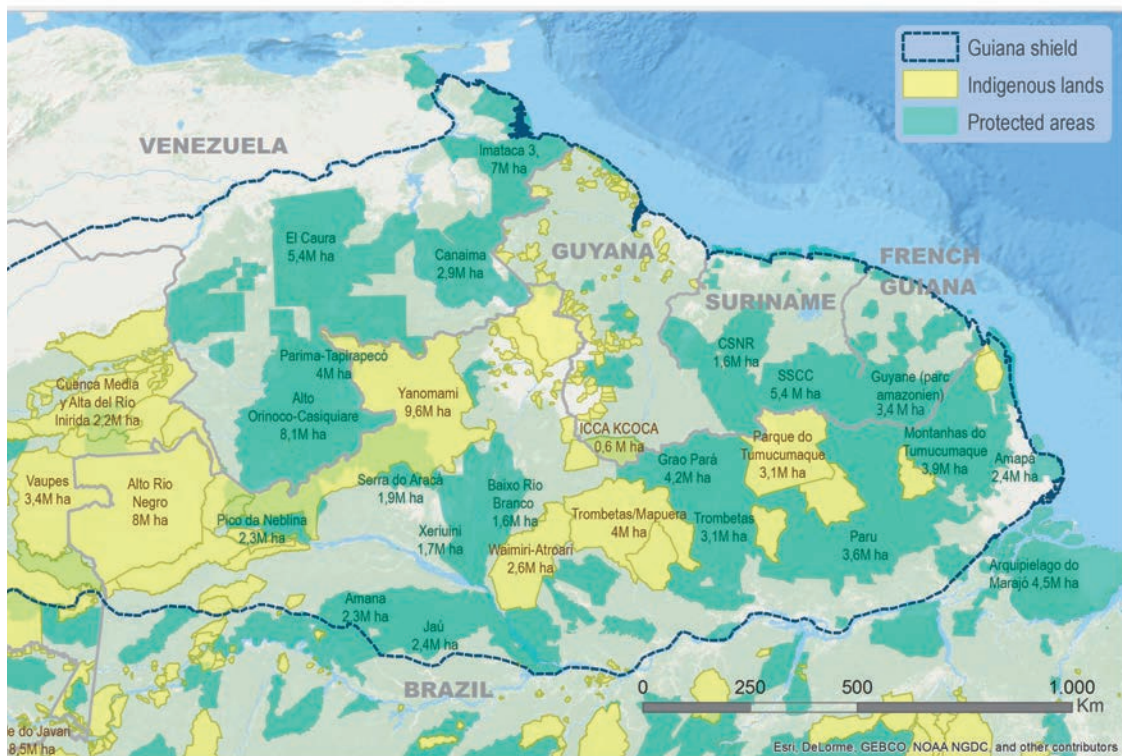 Guiana shield
Indigenous lands
Protected areas
VENEZUELA
Imataca 3,
7M ha
El Caura
5,4M ha
Canaima
2,9M ha
GUYANA
FRENCH
GUIANA
SURINAME
CSNR
1,6M ha
Parima-Tapirapecó
4M ha
SSCC
5,4 M ha
Guyane (parc
amazonien)
3,4 M ha
Cuenca Media
y Alta del Río
Inirida 2,2M ha
Alto
Orinoco-Casiquiare
8,1M ha
Yanomami
9,6M ha
ICCA KCOCA
0,6 M ha
Parque do
Tumucumaque
3,1M ha
Montanhas do
Tumucumaque
3,9M ha
Amapá
2,4M ha
Grao Pará
4,2M ha
Vaupes
3,4M ha
Alto Rio
Negro
8M ha
Serra do Araçá
1,9M ha
Baixo Rio
Branco
1,6M ha
Pico da Neblina
2,3M ha
Xeriuini
1,7M ha
Trombetas/Mapuera
4M ha
Trombetas
3,1M ha
Paru
3,6M ha
Waimiri-Atroari
2,6M ha
Arquipielago do
Marajó 4,5M ha
Amana
2,3M ha
Jaú
2,4M ha
BRAZIL
0 250 500 1.000
Km
e do Javari
8,5M ha
Esri, DeLorme, GEBCO, NOAA NGDC, and other contributors